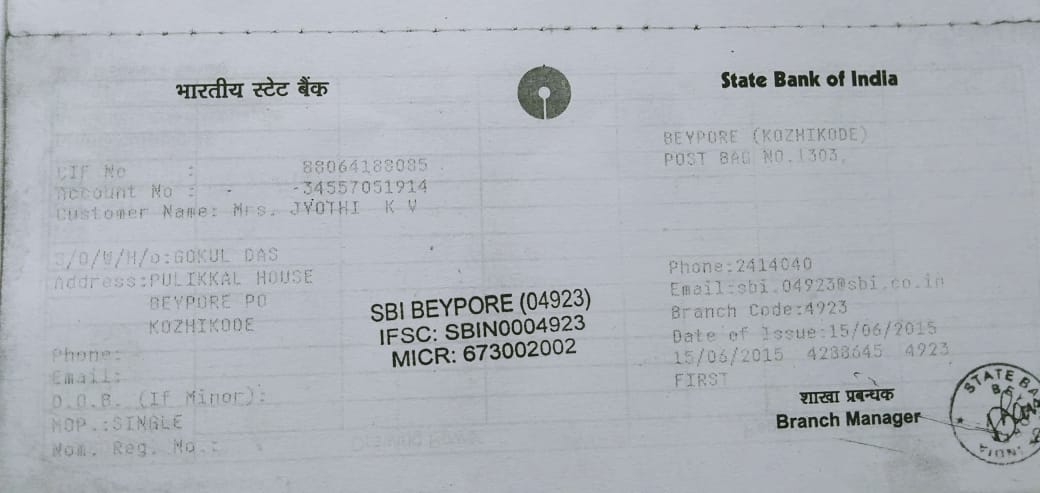 भारतीय स्टेट बैंक
State Bank of India
BEYPORE (KOZHIKODE)
POST BAG NO.1303,
CIF No : 88064188085
Account No : - -34557051914
Customer Name: Mrs. JYOTHI K V
S/O/W/H/o:GOKUL DAS
Address:PULIKKAL HOUSE
BEYPORE PO
KOZHIKODE
Phone:
Email:
D.O.B. (If Minor):
MOP.:SINGLE
Nom. Reg. No.:
SBI BEYPORE (04923)
IFSC: SBIN0004923
MICR: 673002002
Phone:2414040
Email:sbi.04923@sbi.co.in
Branch Code:4923
Date of Issue:15/06/2015
15/06/2015 4288645 4923
FIRST
शाखा प्रबन्धक
Branch Manager
STATE BA
INDIA